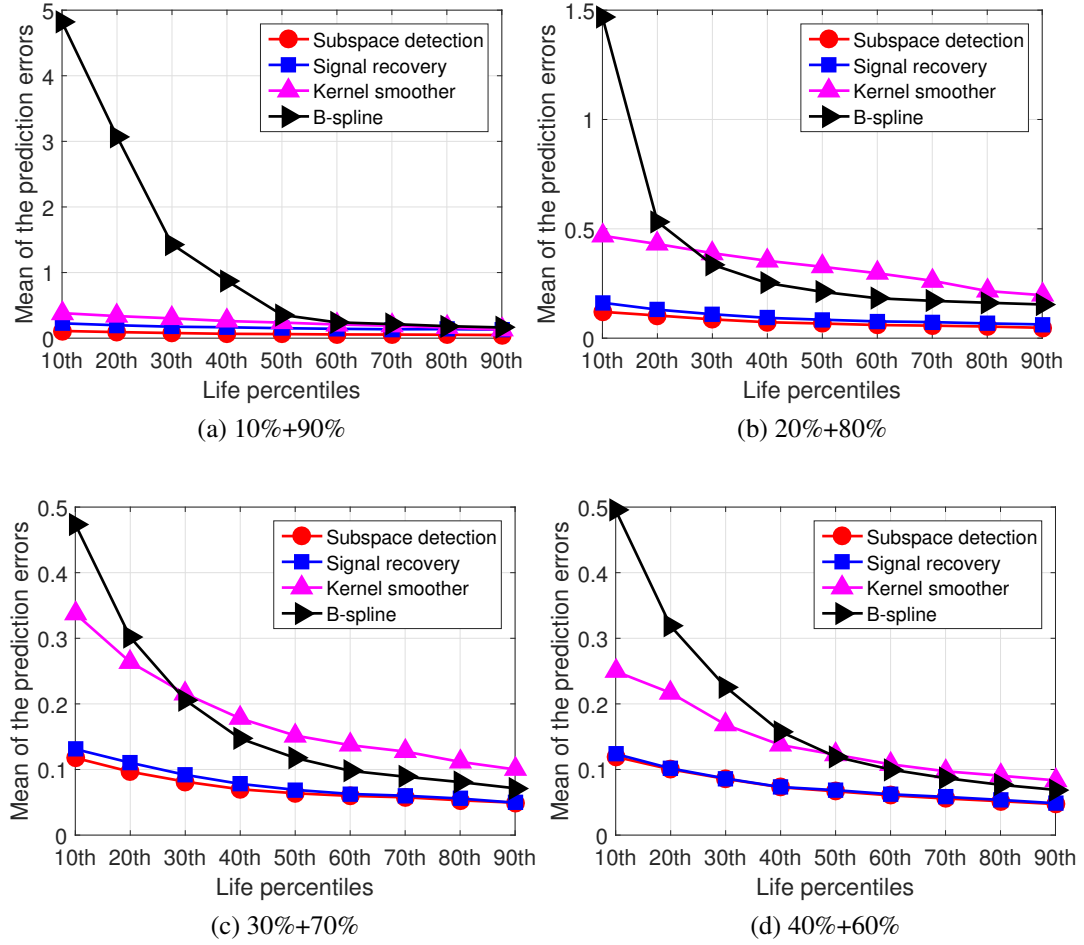 5
4
3
2
1
0
Mean of the prediction errors
Subspace detection
Signal recovery
Kernel smoother
B-spline
10th 20th 30th 40th 50th 60th 70th 80th 90th
Life percentiles
(a) 10%+90%
1.5
1
0.5
0
Mean of the prediction errors
Subspace detection
Signal recovery
Kernel smoother
B-spline
10th 20th 30th 40th 50th 60th 70th 80th 90th
Life percentiles
(b) 20%+80%
0.5
0.4
0.3
0.2
0.1
0
Mean of the prediction errors
Subspace detection
Signal recovery
Kernel smoother
B-spline
10th 20th 30th 40th 50th 60th 70th 80th 90th
Life percentiles
(c) 30%+70%
0.5
0.4
0.3
0.2
0.1
0
Mean of the prediction errors
Subspace detection
Signal recovery
Kernel smoother
B-spline
10th 20th 30th 40th 50th 60th 70th 80th 90th
Life percentiles
(d) 40%+60%